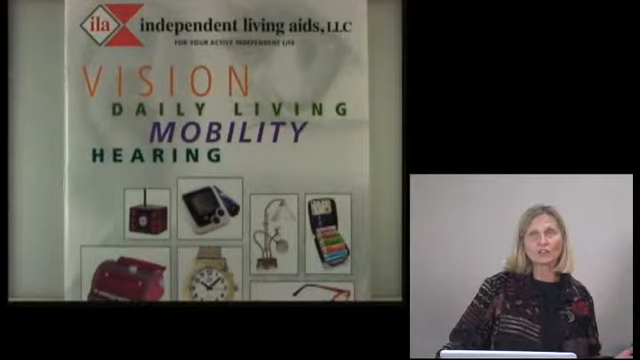 ila
independent living aids, LLC
FOR YOUR ACTIVE INDEPENDENT LIFE
VISION
DAILY LIVING
MOBILITY
HEARING